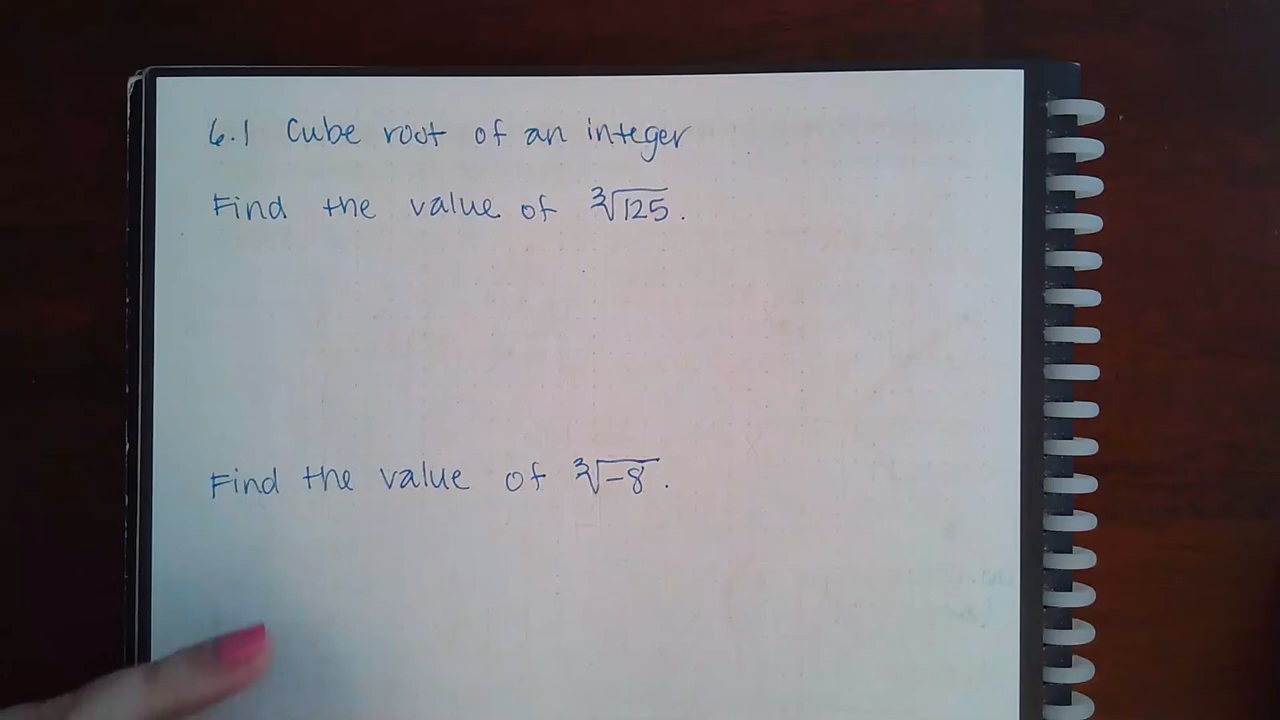 6.1 Cube root of an integer
Find the value of ∛125.
Find the value of ∛-8.